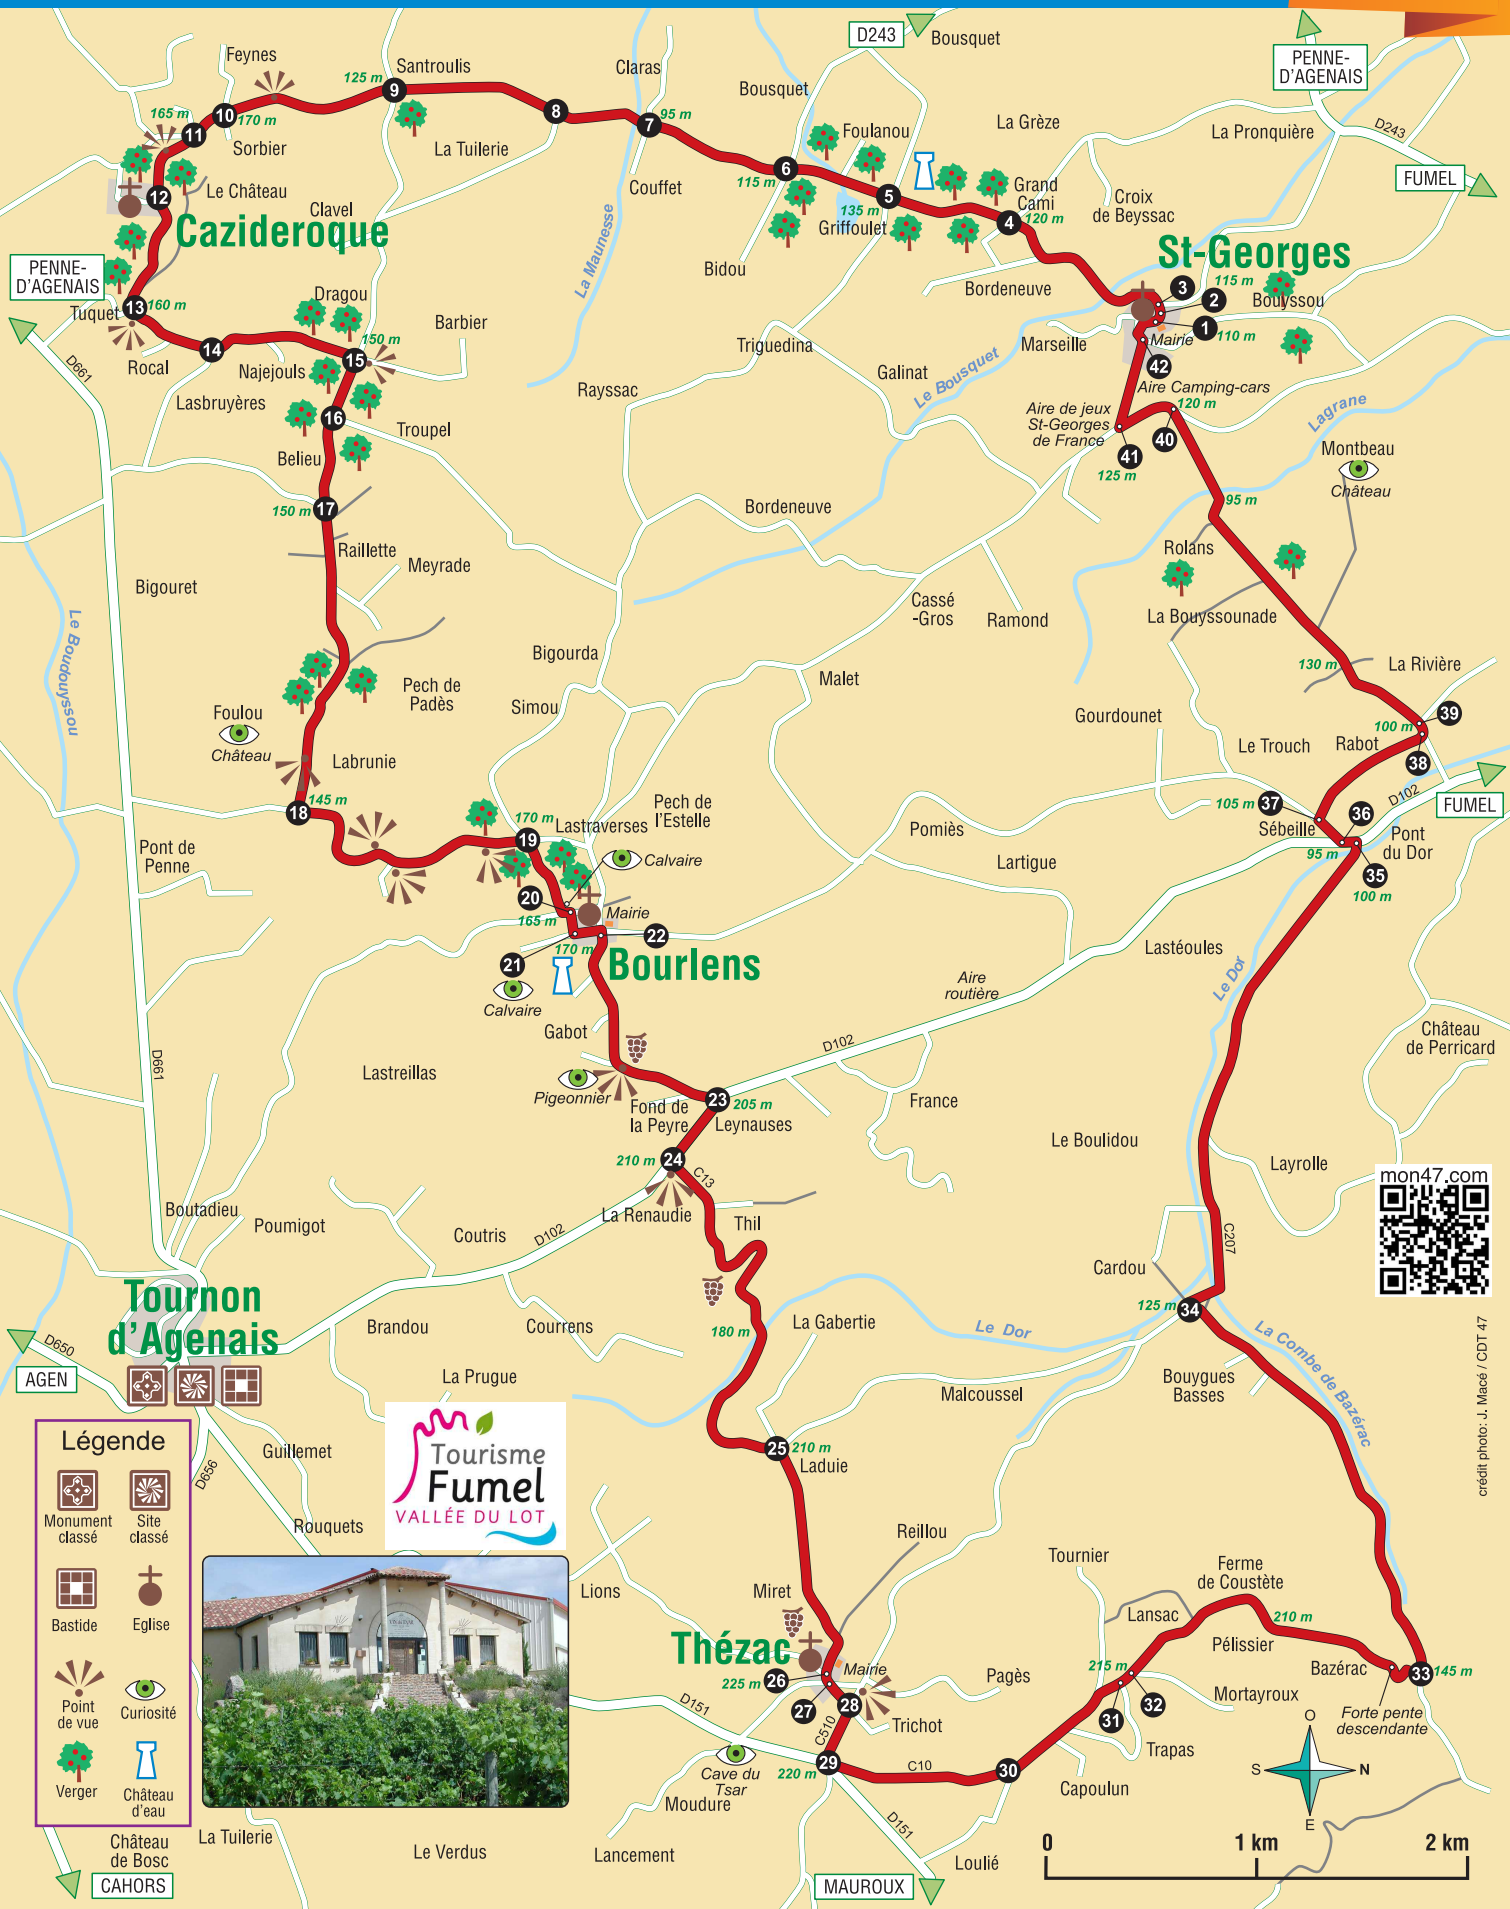 D243
Bousquet
PENNE-
D'AGENAIS
Feynes
Santroulis
125 m
9
Claras
Bousquet
8
7
95 m
165 m
10
170 m
11
Sorbier
La Tuilerie
Couffet
6
115 m
Foulanou
La Grèze
La Pronquière
D243
FUMEL
12
Le Château
Clavel
Cazideroque
La Maunesse
5
135 m
Griffoulet
Grand
Cami
4
120 m
Croix
de Beyssac
St-Georges
PENNE-
D'AGENAIS
Tuquet
13
160 m
Dragou
Barbier
Bidou
Bordeneuve
3
2
1
115 m
Bouyssou
110 m
Mairie
42
Marseille
D661
Rocal
14
Najejouls
15
150 m
Lasbruyères
16
Troupel
Belieu
Rayssac
Triguedina
Galinat
Le Bousquet
Aire Camping-cars
Aire de jeux
St-Georges
de France
120 m
40
41
125 m
Lagrane
Montbeau
Château
95 m
150 m
17
Raillette
Meyrade
Bigouret
Bordeneuve
Rolans
Cassé
-Gros
Ramond
La Bouyssounade
Le Boudouyssou
Bigourda
Simou
Malet
130 m
La Rivière
Pech de
Padès
Foulou
Château
Labrunie
18
145 m
Gourdounet
Le Trouch
Rabot
100 m
39
38
Pont de
Penne
170 m
19
Lastraverses
Pech de
l'Estelle
Calvaire
20
165 m
Mairie
22
170 m
21
Calvaire
Bourlens
Pomiès
Lartigue
105 m
37
Sébeille
36
95 m
D102
FUMEL
Pont
du Dor
35
100 m
Lastéoules
Aire
routière
Le Dor
Gabot
D102
D661
Lastreillas
Pigeonnier
Fond de
la Peyre
23
205 m
Leynauses
France
Château
de Perricard
210 m
24
C13
La Renaudie
Thil
Le Boulidou
Layrolle
mon47.com
Boutadieu
Poumigot
Coutris
D102
C207
Cardou
125 m
34
Tournon
d'Agenais
D650
AGEN
Brandou
Courrens
180 m
La Gabertie
Le Dor
La Combe de Bazérac
crédit photo: J. Macé / CDT 47
La Prugue
Malcoussel
Bouygues
Basses
Légende
Monument
classé
Site
classé
Bastide
Eglise
Point
de vue
Curiosité
Verger
Château
d'eau
Guillemet
D656
Rouquets
Tourisme
Fumel
VALLÉE DU LOT
25
210 m
Laduie
Reillou
Lions
Miret
Thézac
Mairie
225 m
26
27
28
Trichot
Pagès
Tournier
Lansac
Ferme
de Coustète
210 m
Pélissier
Bazérac
33
145 m
215 m
31
32
Mortayroux
Trapas
Forte pente
descendante
D151
C510
Cave du
Tsar
29
220 m
C10
30
Capoulun
Moudure
D151
O
S
N
E
0
1 km
2 km
Château
de Bosc
CAHORS
La Tuilerie
Le Verdus
Lancement
MAUROUX
Loulié